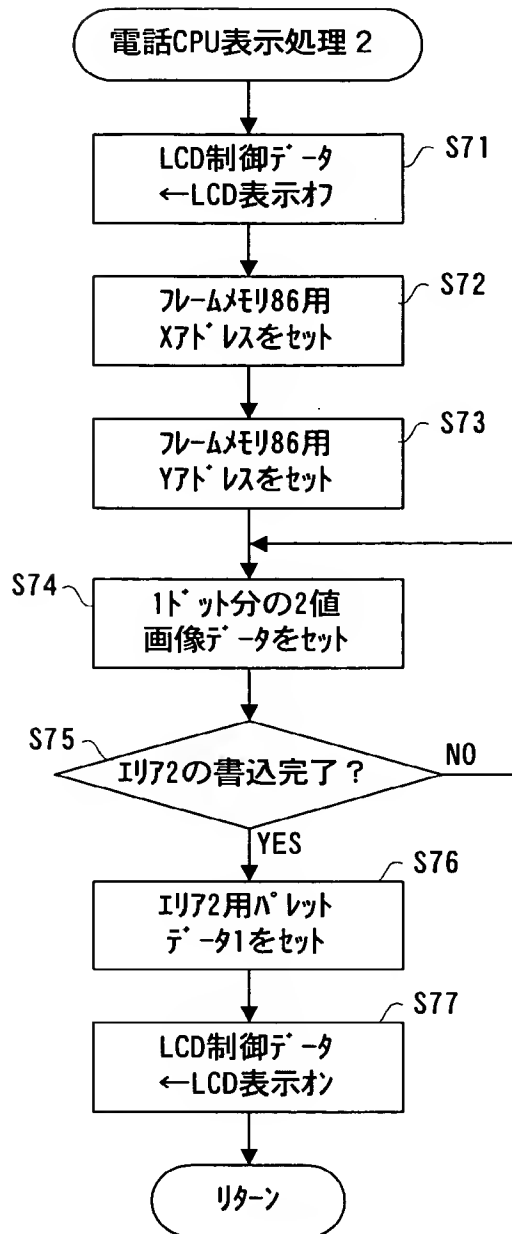 電話CPU表示処理2
LCD制御ﾃﾞｰﾀ
←LCD表示ｵﾌ
S71
ﾌﾚｰﾑﾒﾓﾘ86用
Xｱﾄﾞﾚｽをｾｯﾄ
S72
ﾌﾚｰﾑﾒﾓﾘ86用
Yｱﾄﾞﾚｽをｾｯﾄ
S73
S74
1ﾄﾞｯﾄ分の2値
画像ﾃﾞｰﾀをｾｯﾄ
S75
ｴﾘｱ2の書込完了?
NO
YES
S76
ｴﾘｱ2用ﾊﾟﾚｯﾄ
ﾃﾞｰﾀ1をｾｯﾄ
S77
LCD制御ﾃﾞｰﾀ
←LCD表示ｵﾝ
ﾘﾀｰﾝ